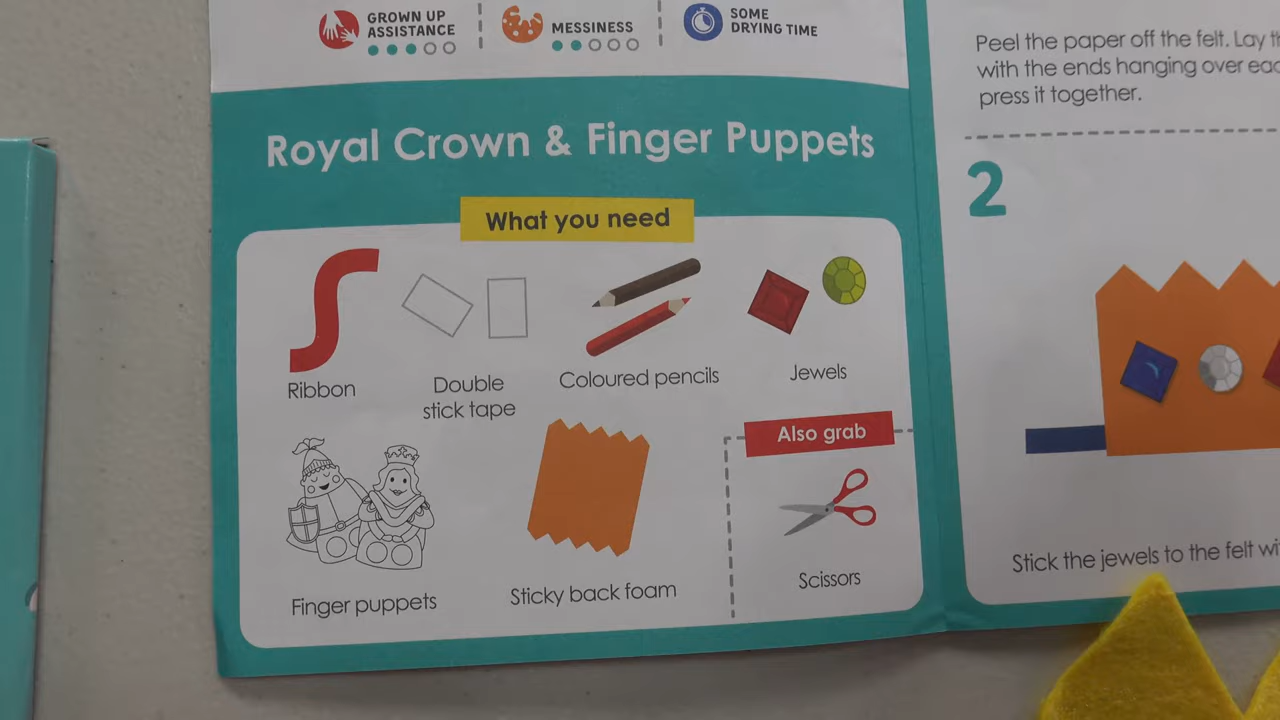 GROWN UP
ASSISTANCE
MESSINESS
SOME
DRYING TIME
Royal Crown & Finger Puppets
What you need
Ribbon
Double
stick tape
Coloured pencils
Jewels
Finger puppets
Sticky back foam
Also grab
Scissors
Peel the paper off the felt. Lay
with the ends hanging over
press it together.
2
Stick the jewels to the felt